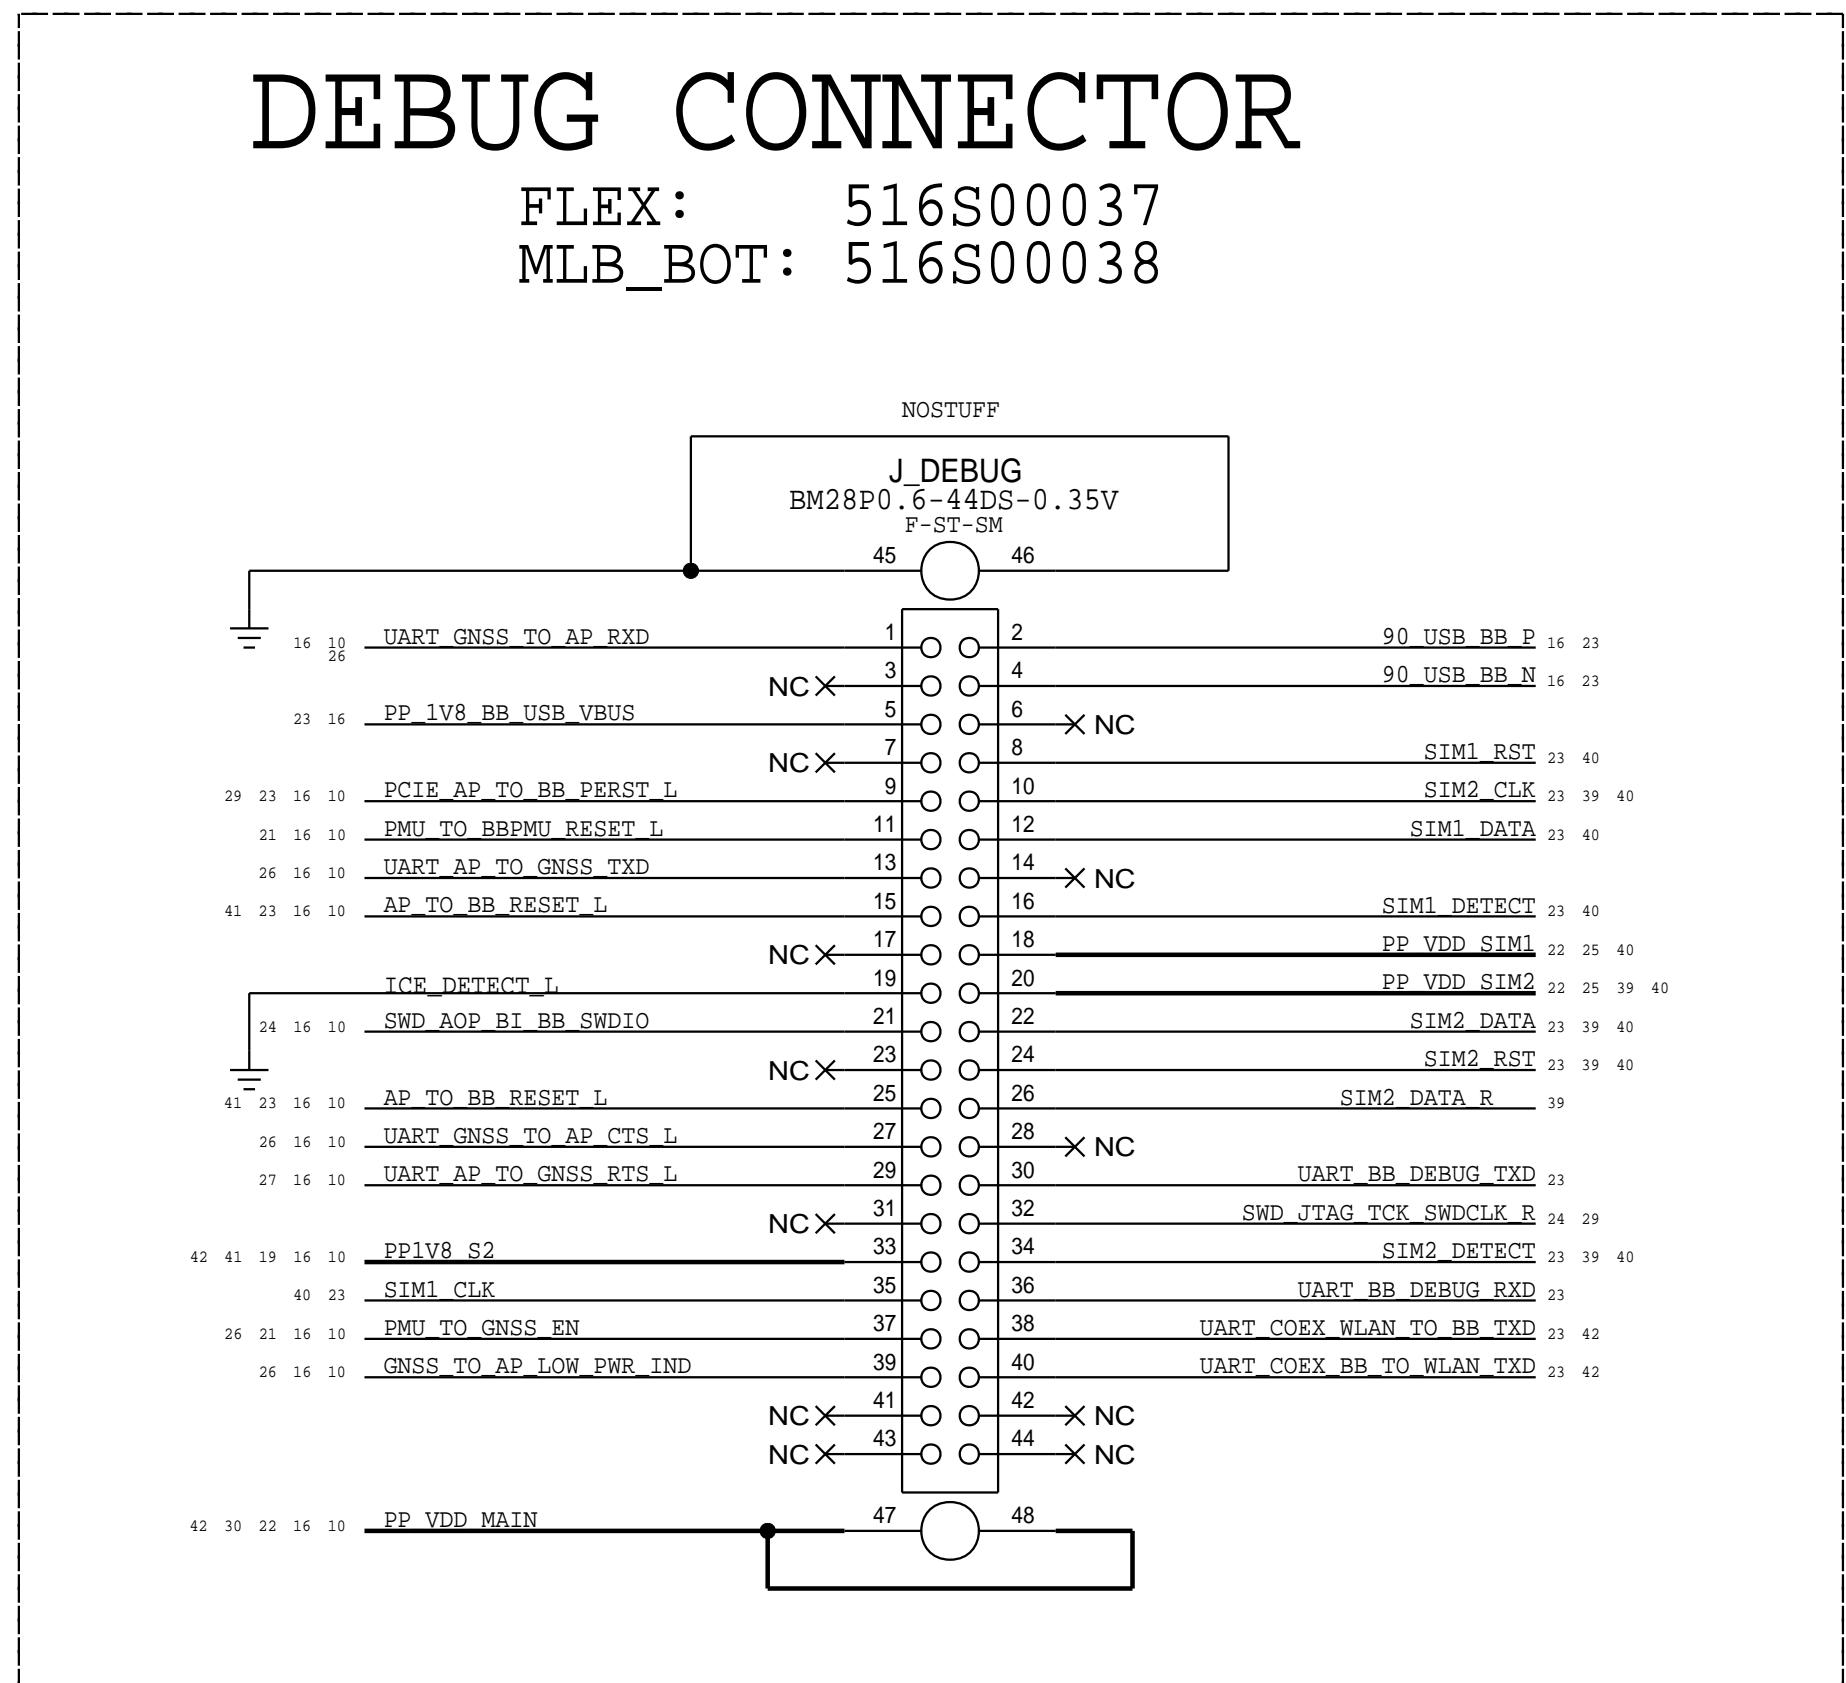 DEBUG CONNECTOR
FLEX: 516S00037
MLB_BOT: 516S00038
NOSTUFF
J_DEBUG
BM28P0.6-44DS-0.35V
F-ST-SM
45 46
16 10 26 UART_GNSS_TO_AP_RXD 1 2 90_USB_BB_P 16 23
NC 3 4 90_USB_BB_N 16 23
23 16 PP_1V8_BB_USB_VBUS 5 6 NC
NC 7 8 SIM1_RST 23 40
29 23 16 10 PCIE_AP_TO_BB_PERST_L 9 10 SIM2_CLK 23 39 40
21 16 10 PMU_TO_BBPMU_RESET_L 11 12 SIM1_DATA 23 40
26 16 10 UART_AP_TO_GNSS_TXD 13 14 NC
41 23 16 10 AP_TO_BB_RESET_L 15 16 SIM1_DETECT 23 40
NC 17 18 PP_VDD_SIM1 22 25 40
ICE_DETECT_L 19 20 PP_VDD_SIM2 22 25 39 40
24 16 10 SWD_AOP_BI_BB_SWDIO 21 22 SIM2_DATA 23 39 40
NC 23 24 SIM2_RST 23 39 40
41 23 16 10 AP_TO_BB_RESET_L 25 26 SIM2_DATA_R 39
26 16 10 UART_GNSS_TO_AP_CTS_L 27 28 NC
27 16 10 UART_AP_TO_GNSS_RTS_L 29 30 UART_BB_DEBUG_TXD 23
NC 31 32 SWD_JTAG_TCK_SWDCLK_R 24 29
42 41 19 16 10 PP1V8_S2 33 34 SIM2_DETECT 23 39 40
40 23 SIM1_CLK 35 36 UART_BB_DEBUG_RXD 23
26 21 16 10 PMU_TO_GNSS_EN 37 38 UART_COEX_WLAN_TO_BB_TXD 23 42
26 16 10 GNSS_TO_AP_LOW_PWR_IND 39 40 UART_COEX_BB_TO_WLAN_TXD 23 42
NC 41 42 NC
NC 43 44 NC
42 30 22 16 10 PP_VDD_MAIN 47 48